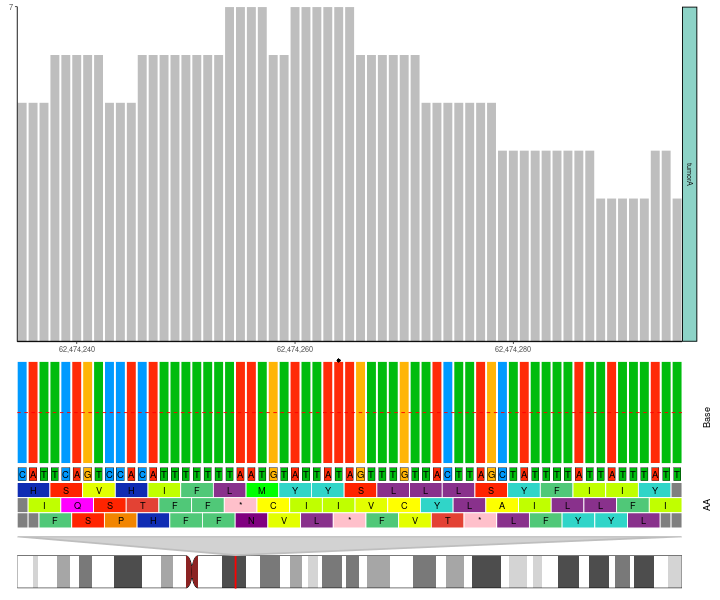 7
tumorA
62,474,240 62,474,260 62,474,280
Base
C A T T C A G T C C A C A T T T T T T T A A T G T A T T A T A G T T T G T T A C T T A G C T A T T T T A T T A T T T A T T
H S V H I F L M Y Y S L L L S Y F I I Y
AA
I Q S T F F * C I I V C Y L A I L L F I
F S P H F F N V L * F V T * L F Y Y L